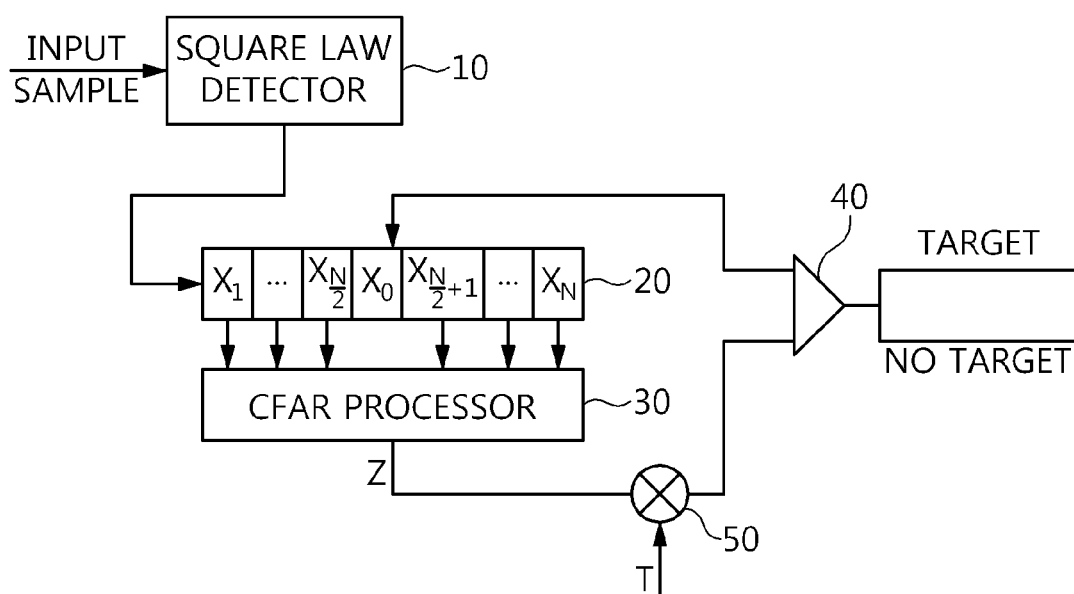 INPUT
SAMPLE
SQUARE LAW
DETECTOR
10
40
TARGET
NO TARGET
X1 ... XN/2 X0 XN/2+1 ... XN
20
CFAR PROCESSOR
30
Z
50
T